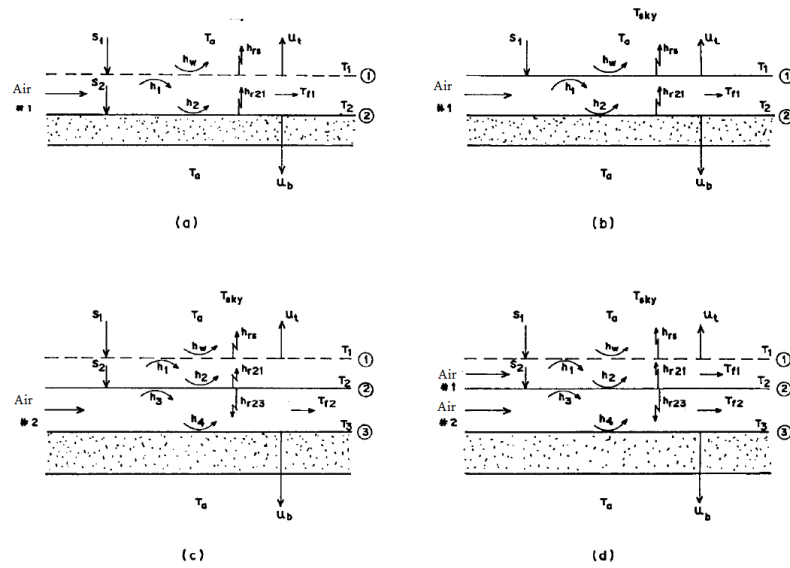 Tsky
S1
Ta
hrs
ut
hw
T1
1
Air
#1
S2
h1
h2
hr21
Tf1
T2
2
Ta
ub
(a)
Tsky
S1
Ta
hrs
ut
hw
T1
1
Air
#1
h1
h2
hr21
Tf1
T2
2
Ta
ub
(b)
Tsky
S1
Ta
hrs
ut
hw
T1
1
S2
h1
h2
hr21
T2
2
Air
#2
h3
h4
hr23
Tf2
T3
3
Ta
ub
(c)
Tsky
S1
Ta
hrs
ut
hw
T1
1
Air
#1
S2
h1
h2
hr21
Tf1
T2
2
Air
#2
h3
h4
hr23
Tf2
T3
3
Ta
ub
(d)